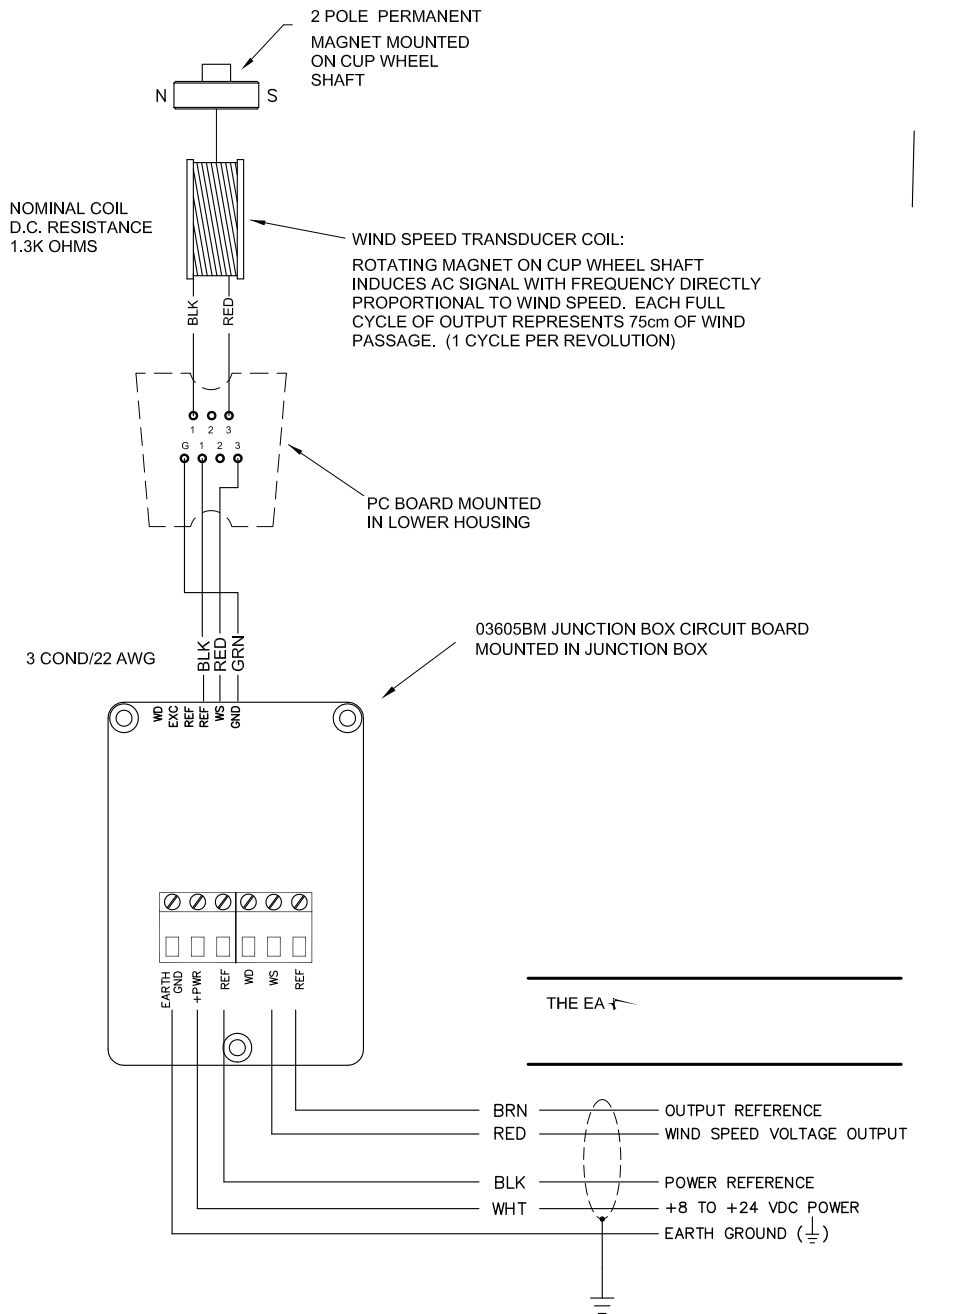 2 POLE PERMANENT
MAGNET MOUNTED
ON CUP WHEEL
SHAFT
N
S
NOMINAL COIL
D.C. RESISTANCE
1.3K OHMS
WIND SPEED TRANSDUCER COIL:
ROTATING MAGNET ON CUP WHEEL SHAFT
INDUCES AC SIGNAL WITH FREQUENCY DIRECTLY
PROPORTIONAL TO WIND SPEED. EACH FULL
CYCLE OF OUTPUT REPRESENTS 75cm OF WIND
PASSAGE. (1 CYCLE PER REVOLUTION)
BLK
RED
1 2 3
G 1 2 3
PC BOARD MOUNTED
IN LOWER HOUSING
03605BM JUNCTION BOX CIRCUIT BOARD
MOUNTED IN JUNCTION BOX
3 COND/22 AWG
BLK
RED
GRN
WD
EXC
REF
REF
WS
GND
EARTH
GND
+PWR
REF
WD
WS
REF
THE EA
BRN
OUTPUT REFERENCE
RED
WIND SPEED VOLTAGE OUTPUT
BLK
POWER REFERENCE
WHT
+8 TO +24 VDC POWER
EARTH GROUND (⏚)